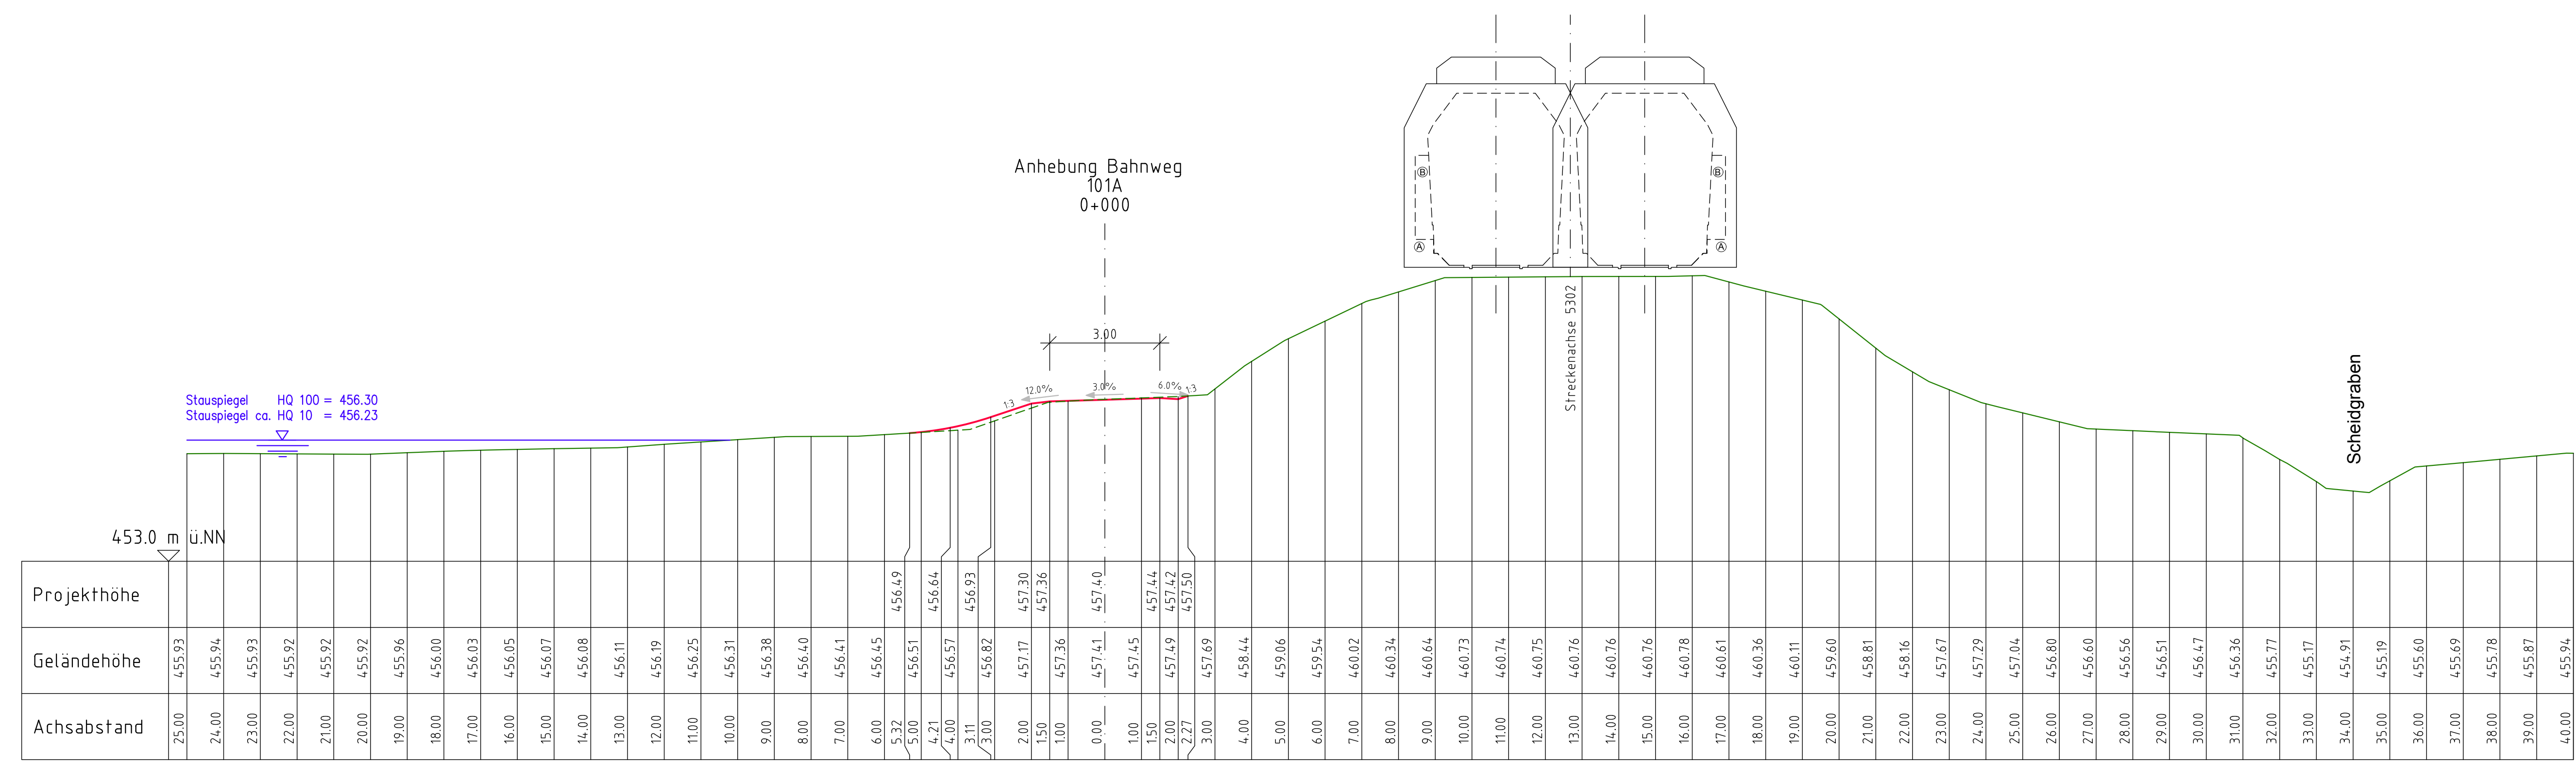 Anhebung Bahnweg
101A
0+000
B
B
A
A
Streckenachse 5302
3.00
12.0%
3.0%
6.0%
1:3
1:3
Stauspiegel HQ 100 = 456.30
Stauspiegel ca. HQ 10 = 456.23
Scheidgraben
453.0 m ü.NN
Projekthöhe 456.49 456.64 456.93 457.30 457.36 457.40 457.44 457.42 457.50
Geländehöhe 455.93 455.94 455.93 455.92 455.92 455.92 455.96 456.00 456.03 456.05 456.07 456.08 456.11 456.19 456.25 456.31 456.38 456.40 456.41 456.45 456.51 456.57 456.82 457.17 457.36 457.41 457.45 457.49 457.69 458.44 459.06 459.54 460.02 460.34 460.64 460.73 460.74 460.75 460.76 460.76 460.76 460.78 460.61 460.36 460.11 459.60 458.81 458.16 457.67 457.29 457.04 456.80 456.60 456.56 456.51 456.47 456.36 455.77 455.17 454.91 455.19 455.60 455.69 455.78 455.87 455.94
Achsabstand 25.00 24.00 23.00 22.00 21.00 20.00 19.00 18.00 17.00 16.00 15.00 14.00 13.00 12.00 11.00 10.00 9.00 8.00 7.00 6.00 5.32 5.00 4.21 4.00 3.11 3.00 2.00 1.50 1.00 0.00 1.00 1.50 2.00 2.27 3.00 4.00 5.00 6.00 7.00 8.00 9.00 10.00 11.00 12.00 13.00 14.00 15.00 16.00 17.00 18.00 19.00 20.00 21.00 22.00 23.00 24.00 25.00 26.00 27.00 28.00 29.00 30.00 31.00 32.00 33.00 34.00 35.00 36.00 37.00 38.00 39.00 40.00